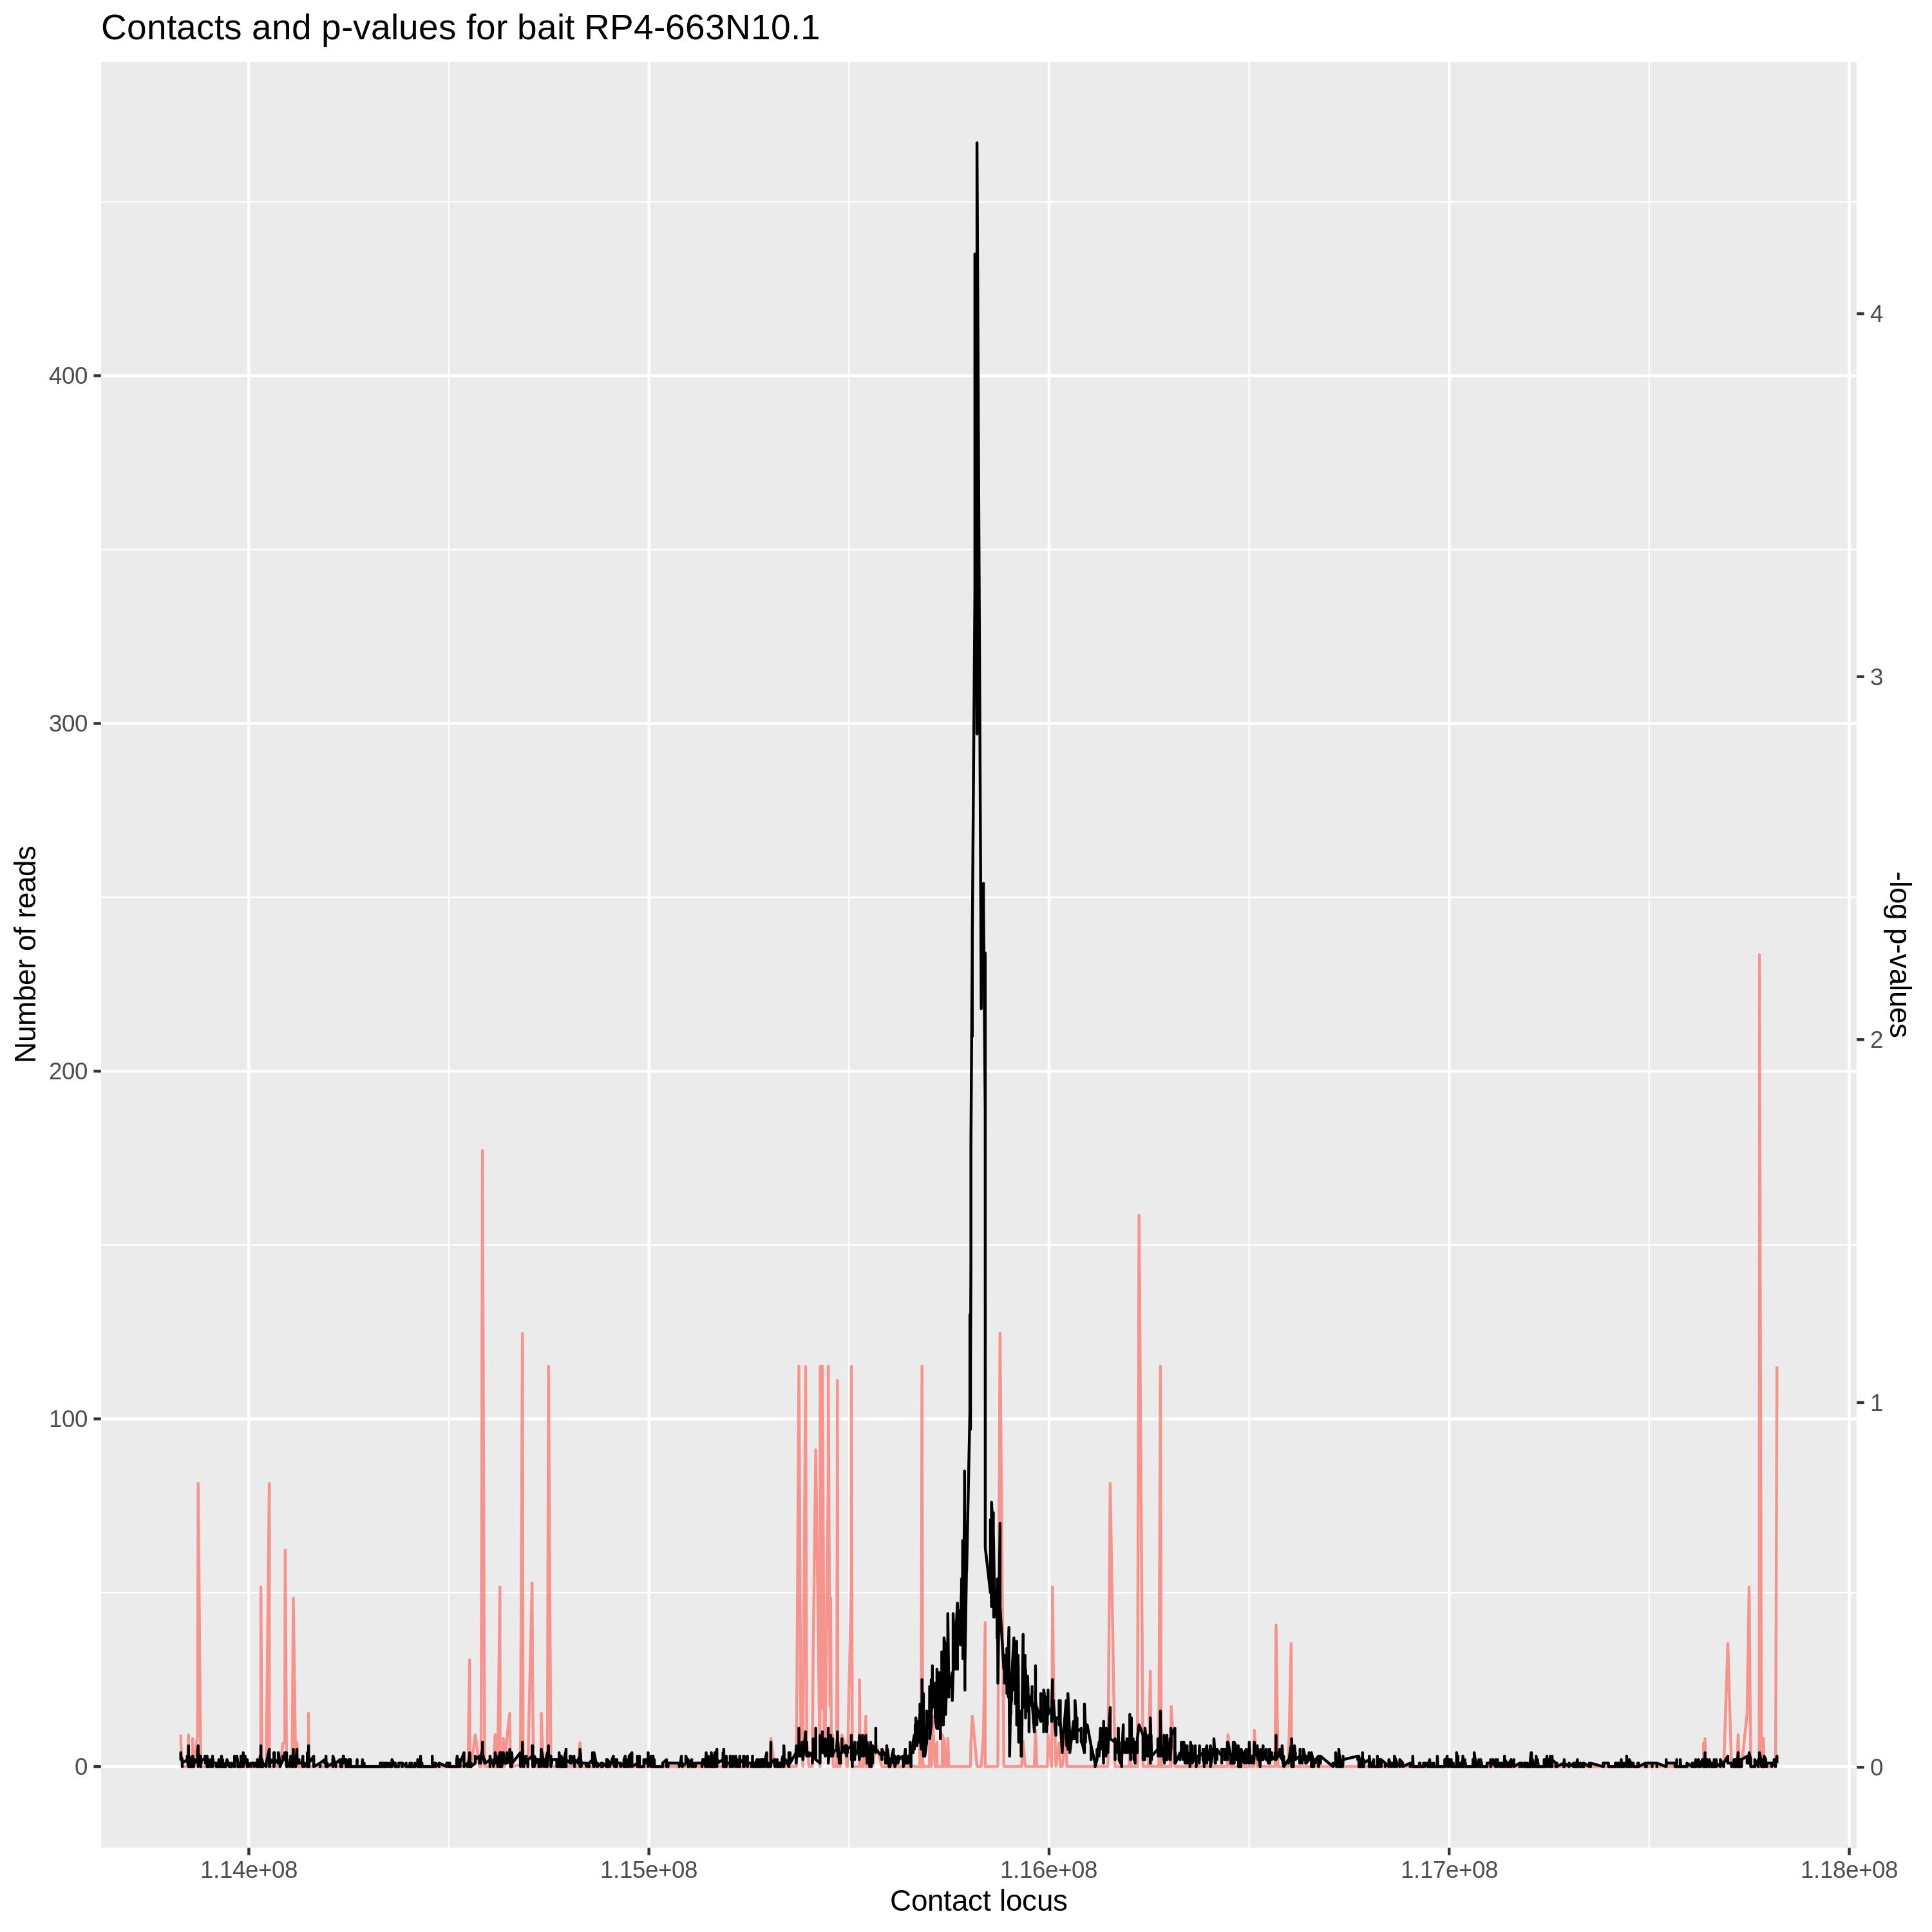 Contacts and p-values for bait RP4-663N10.1
Number of reads
400
300
200
100
0
4
3
2
1
0
-log p-values
1.14e+08
1.15e+08
1.16e+08
1.17e+08
1.18e+08
Contact locus